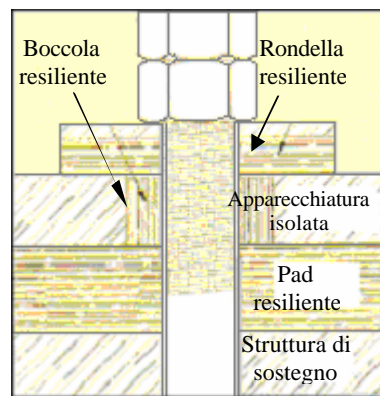 Boccola
resiliente
Rondella
resiliente
Apparecchiatura
isolata
Pad
resiliente
Struttura di
sostegno